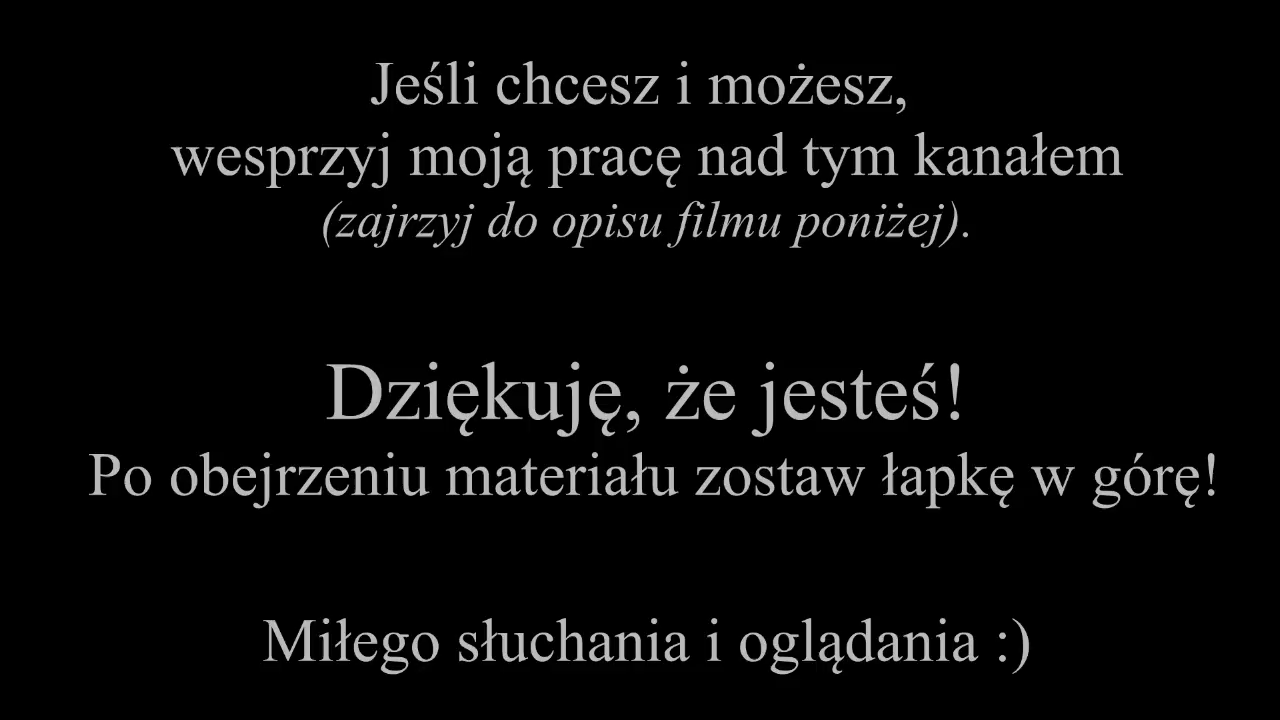 Jeśli chcesz i możesz,
wesprzyj moją pracę nad tym kanałem
(zajrzyj do opisu filmu poniżej).
Dziękuję, że jesteś!
Po obejrzeniu materiału zostaw łapkę w górę!
Miłego słuchania i oglądania :)